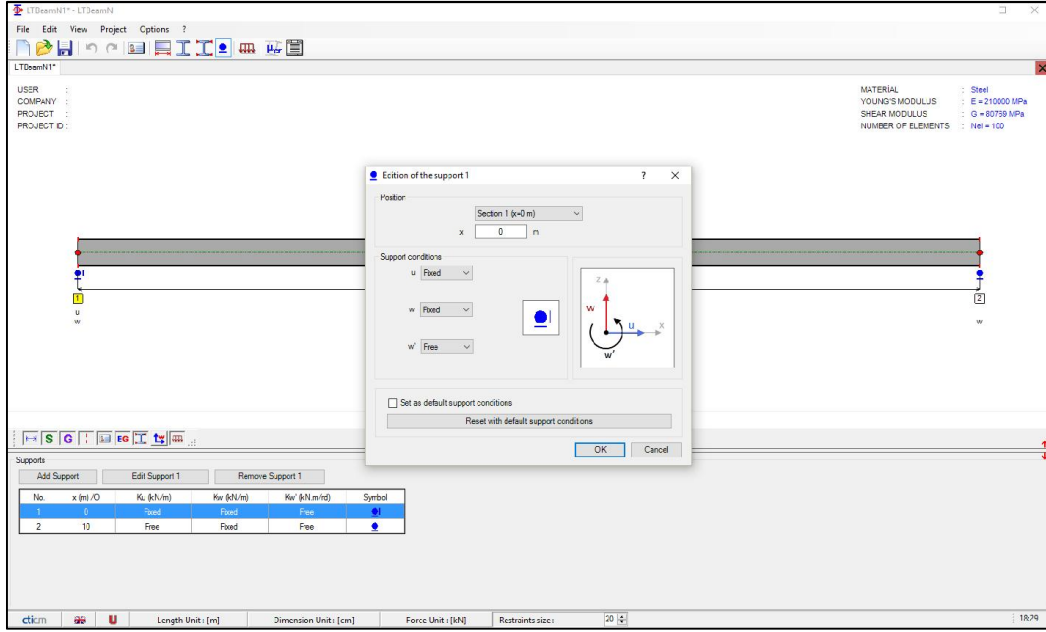 LTBeamN1* - LTBeamN
File Edit View Project Options ?
LTBeamN1*
USER :
COMPANY :
PROJECT :
PROJECT ID :
MATERIAL : Steel
YOUNG'S MODULUS : E = 210000 MPa
SHEAR MODULUS : G = 80769 MPa
NUMBER OF ELEMENTS : Nel = 100
Edition of the support 1 ?
Position
Section 1 (x=0 m)
x 0 m
Support conditions
u Fixed
w Fixed
w' Free
z
w
u x
w'
Set as default support conditions
Reset with default support conditions
OK Cancel
1
u
w
2
w
S G EG
Supports
Add Support Edit Support 1 Remove Support 1
No. x (m) /O Ku (kN/m) Kw (kN/m) Kw' (kN.m/rd) Symbol
1 0 Fixed Fixed Free
2 10 Free Fixed Free
cticm U Length Unit : [m] Dimension Unit : [cm] Force Unit : [kN] Restraints size : 20 18:29